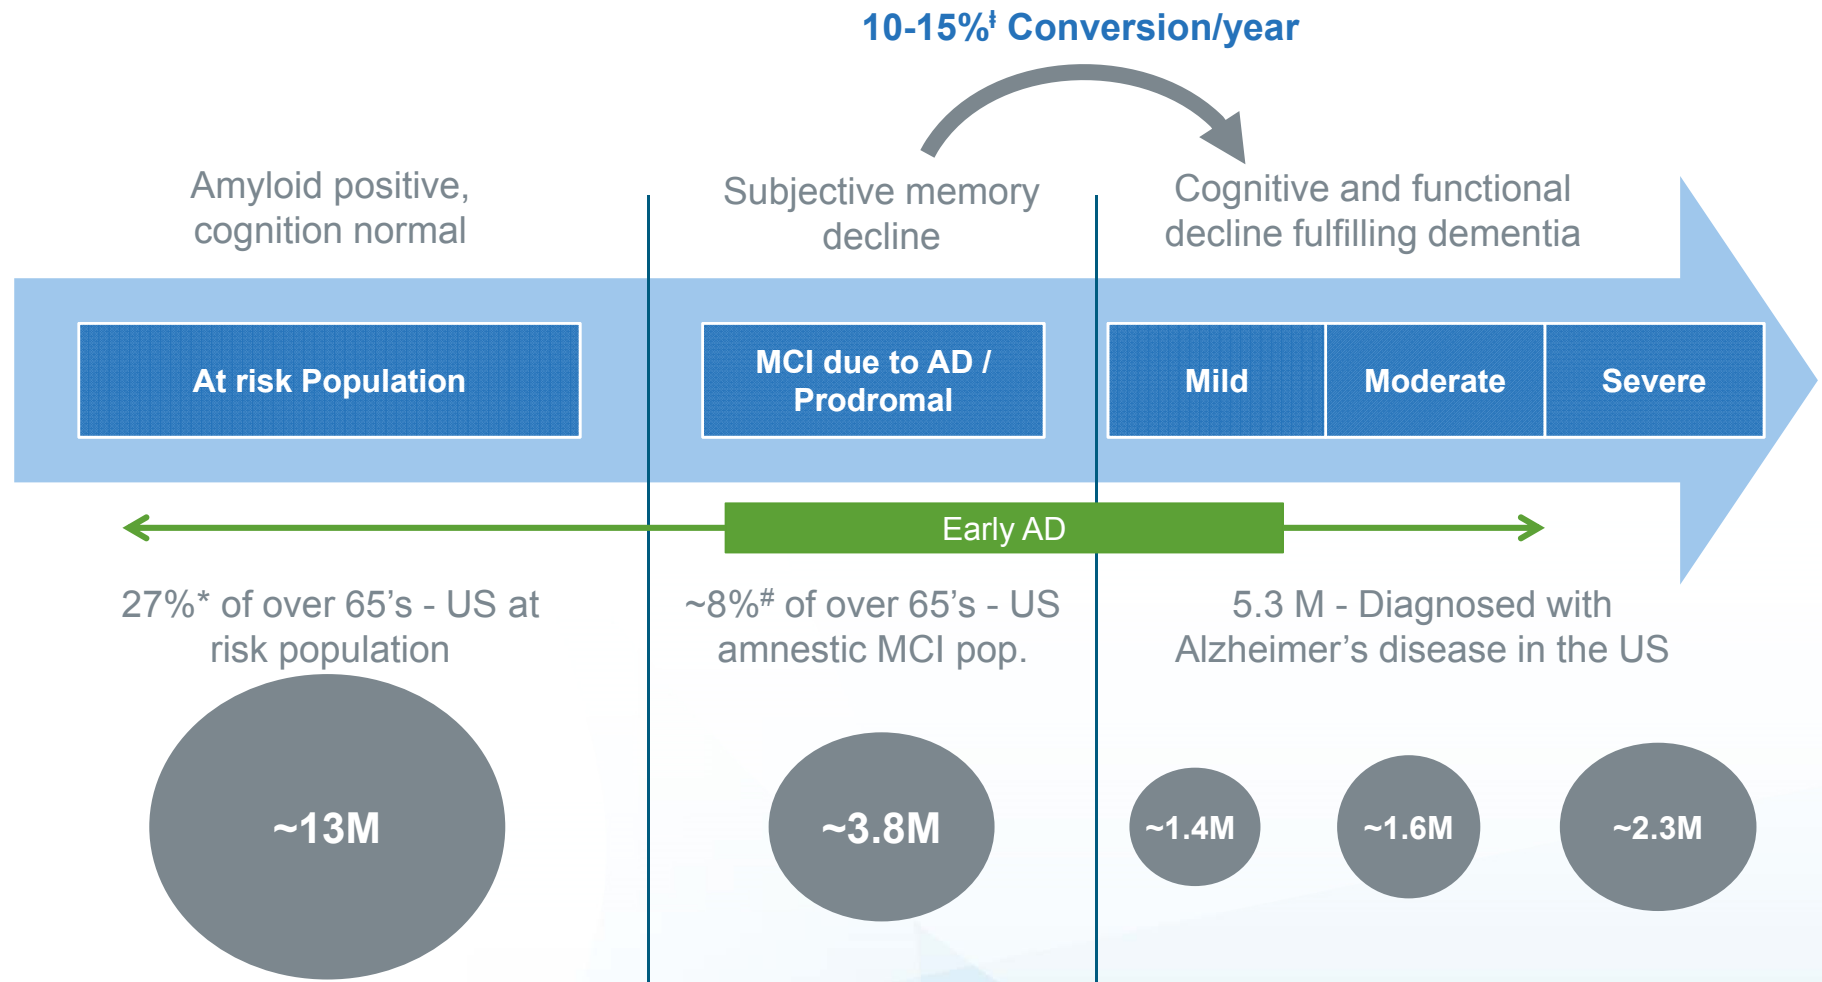 10-15%ǂ Conversion/year
Amyloid positive,
cognition normal
Subjective memory
decline
Cognitive and functional
decline fulfilling dementia
At risk Population
MCI due to AD /
Prodromal
Mild
Moderate
Severe
Early AD
27%* of over 65’s - US at
risk population
~8%# of over 65’s - US
amnestic MCI pop.
5.3 M - Diagnosed with
Alzheimer’s disease in the US
~13M
~3.8M
~1.4M
~1.6M
~2.3M